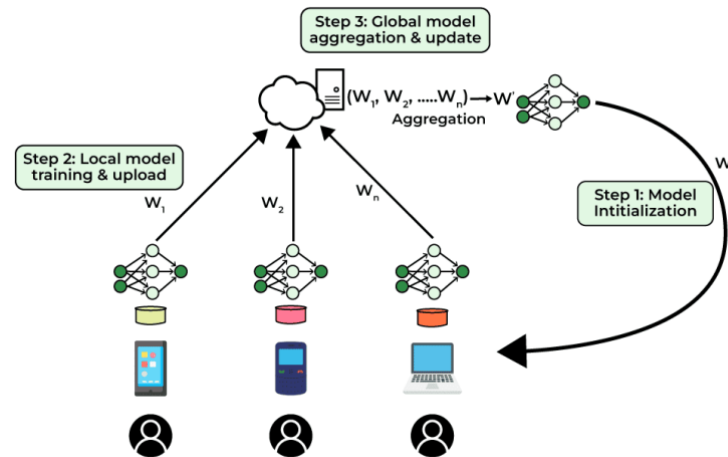 Step 3: Global model
aggregation & update
(W₁, W₂, .....Wₙ) W'
Aggregation
Step 2: Local model
training & upload
W₁
W₂
Wₙ
W
Step 1: Model
Intitialization